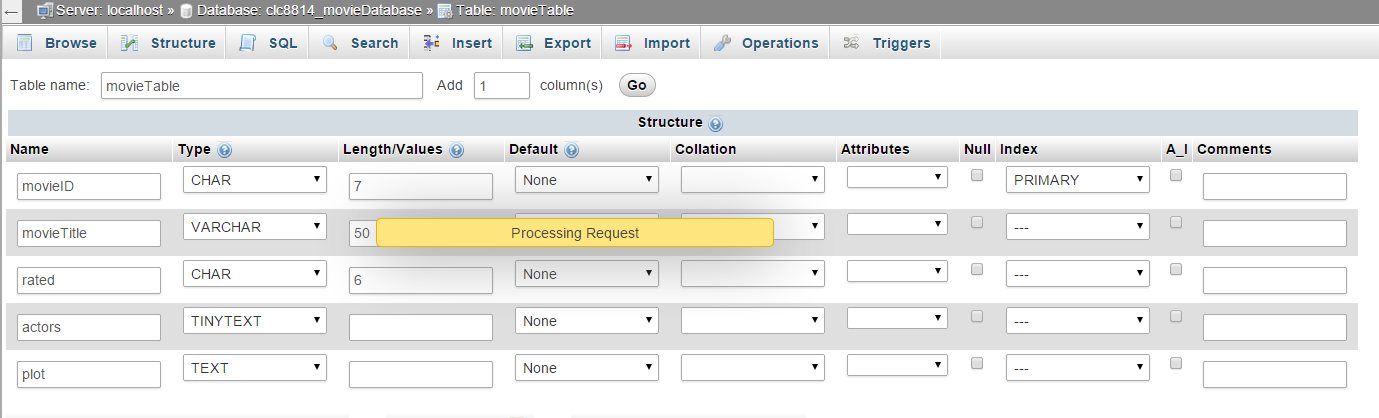 ← Server: localhost » Database: clc8814_movieDatabase » Table: movieTable
Browse Structure SQL Search Insert Export Import Operations Triggers
Table name: movieTable Add 1 column(s) Go
Structure
Name Type Length/Values Default Collation Attributes Null Index A_I Comments
movieID CHAR 7 None PRIMARY
movieTitle VARCHAR 50 Processing Request ---
rated CHAR 6 None ---
actors TINYTEXT None ---
plot TEXT None ---